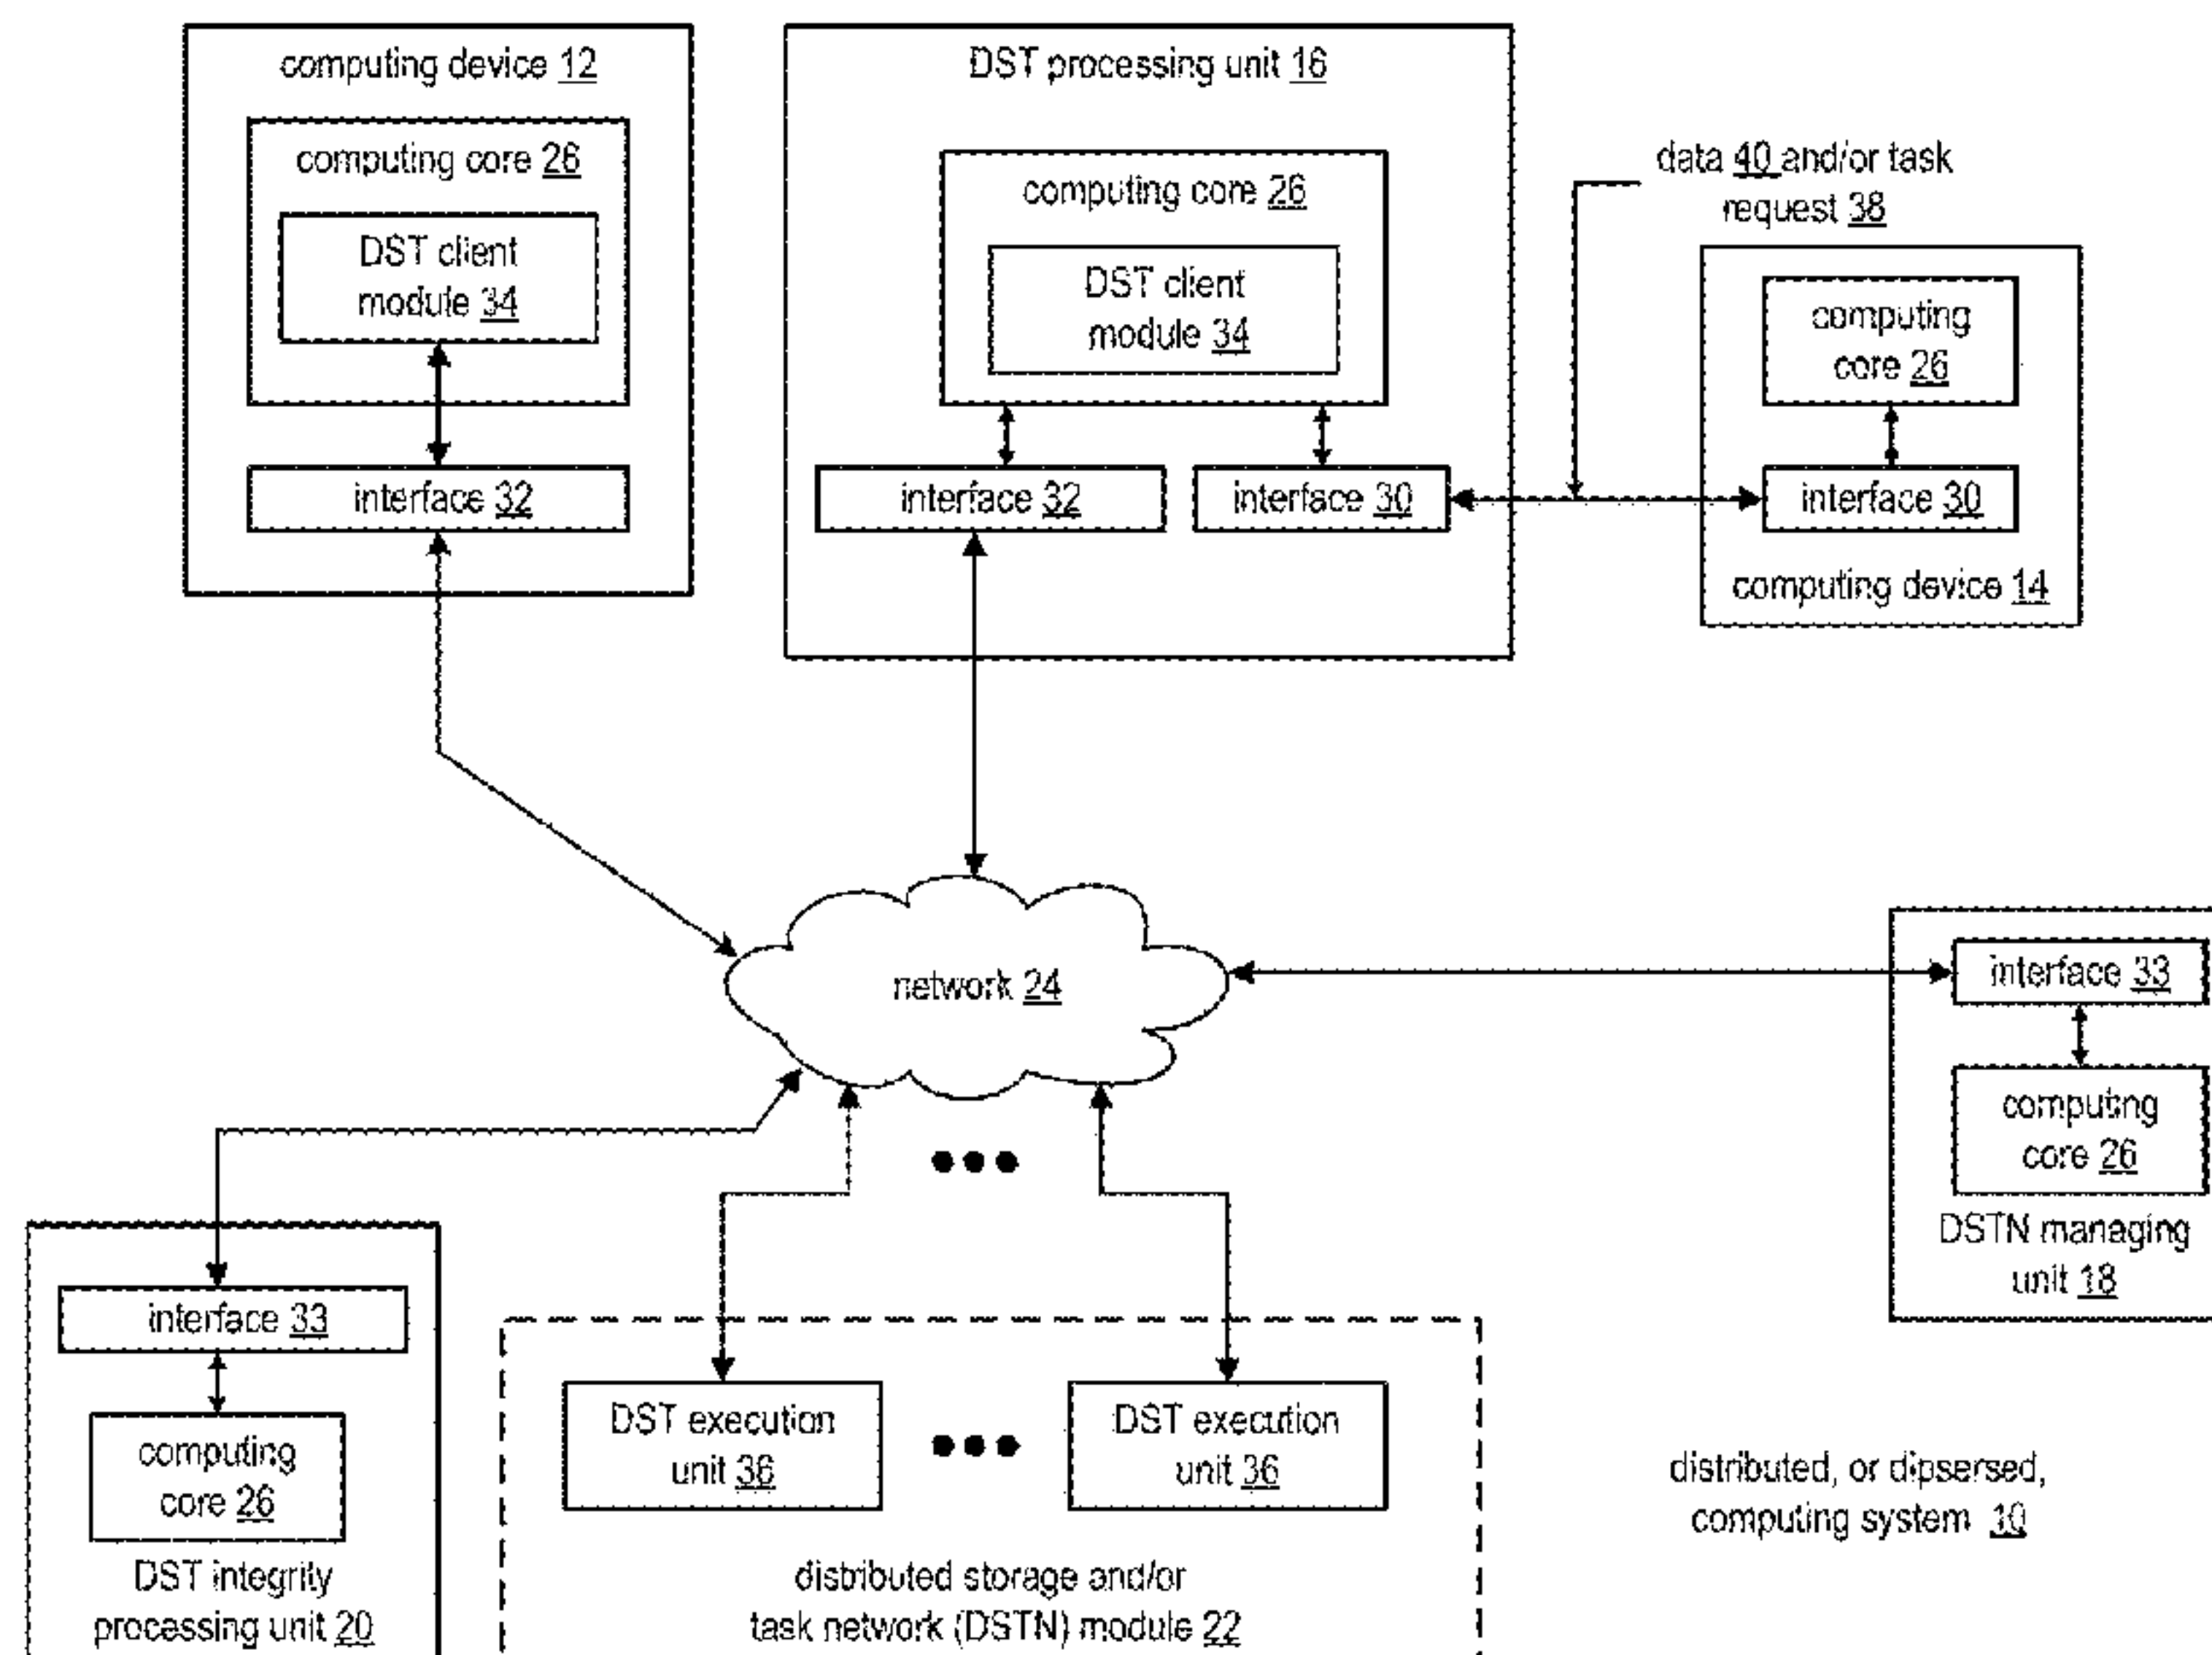 computing device 12
computing core 26
DST client
module 34
interface 32
DST processing unit 16
computing core 26
DST client
module 34
interface 32
interface 30
data 40 and/or task
request 38
computing
core 26
interface 30
computing device 14
network 24
interface 33
computing
core 26
DSTN managing
unit 18
interface 33
computing
core 26
DST integrity
processing unit 20
DST execution
unit 36
DST execution
unit 36
distributed storage and/or
task network (DSTN) module 22
distributed, or dipsersed,
computing system 10